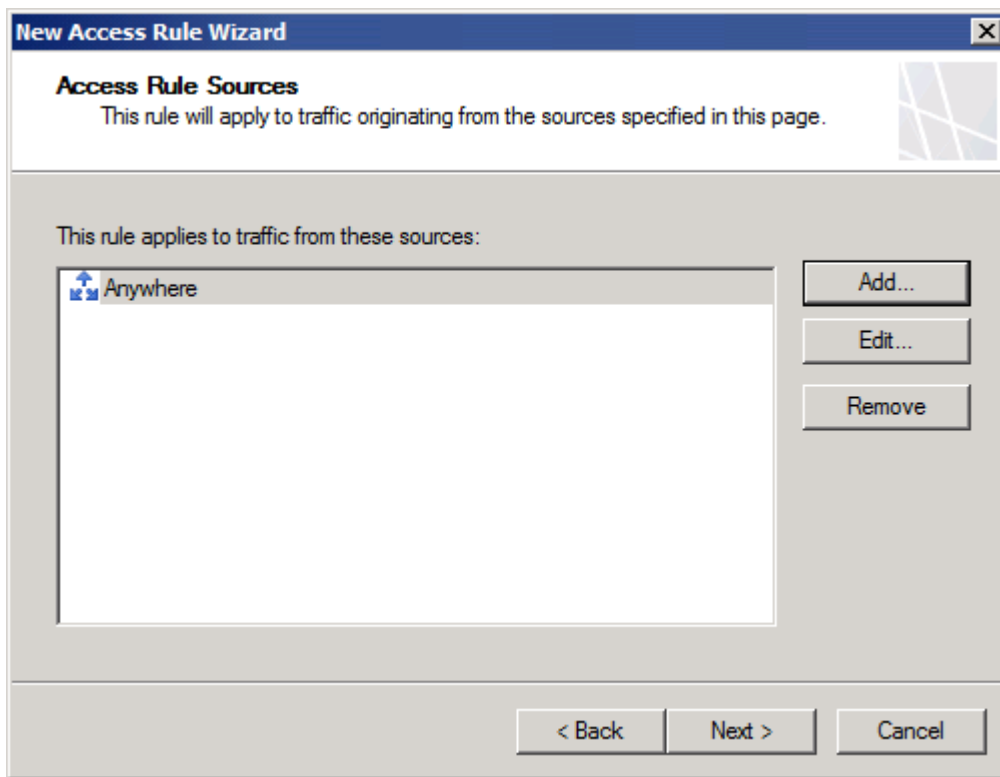 New Access Rule Wizard
Access Rule Sources
This rule will apply to traffic originating from the sources specified in this page.
This rule applies to traffic from these sources:
Anywhere
Add...
Edit...
Remove
< Back
Next >
Cancel